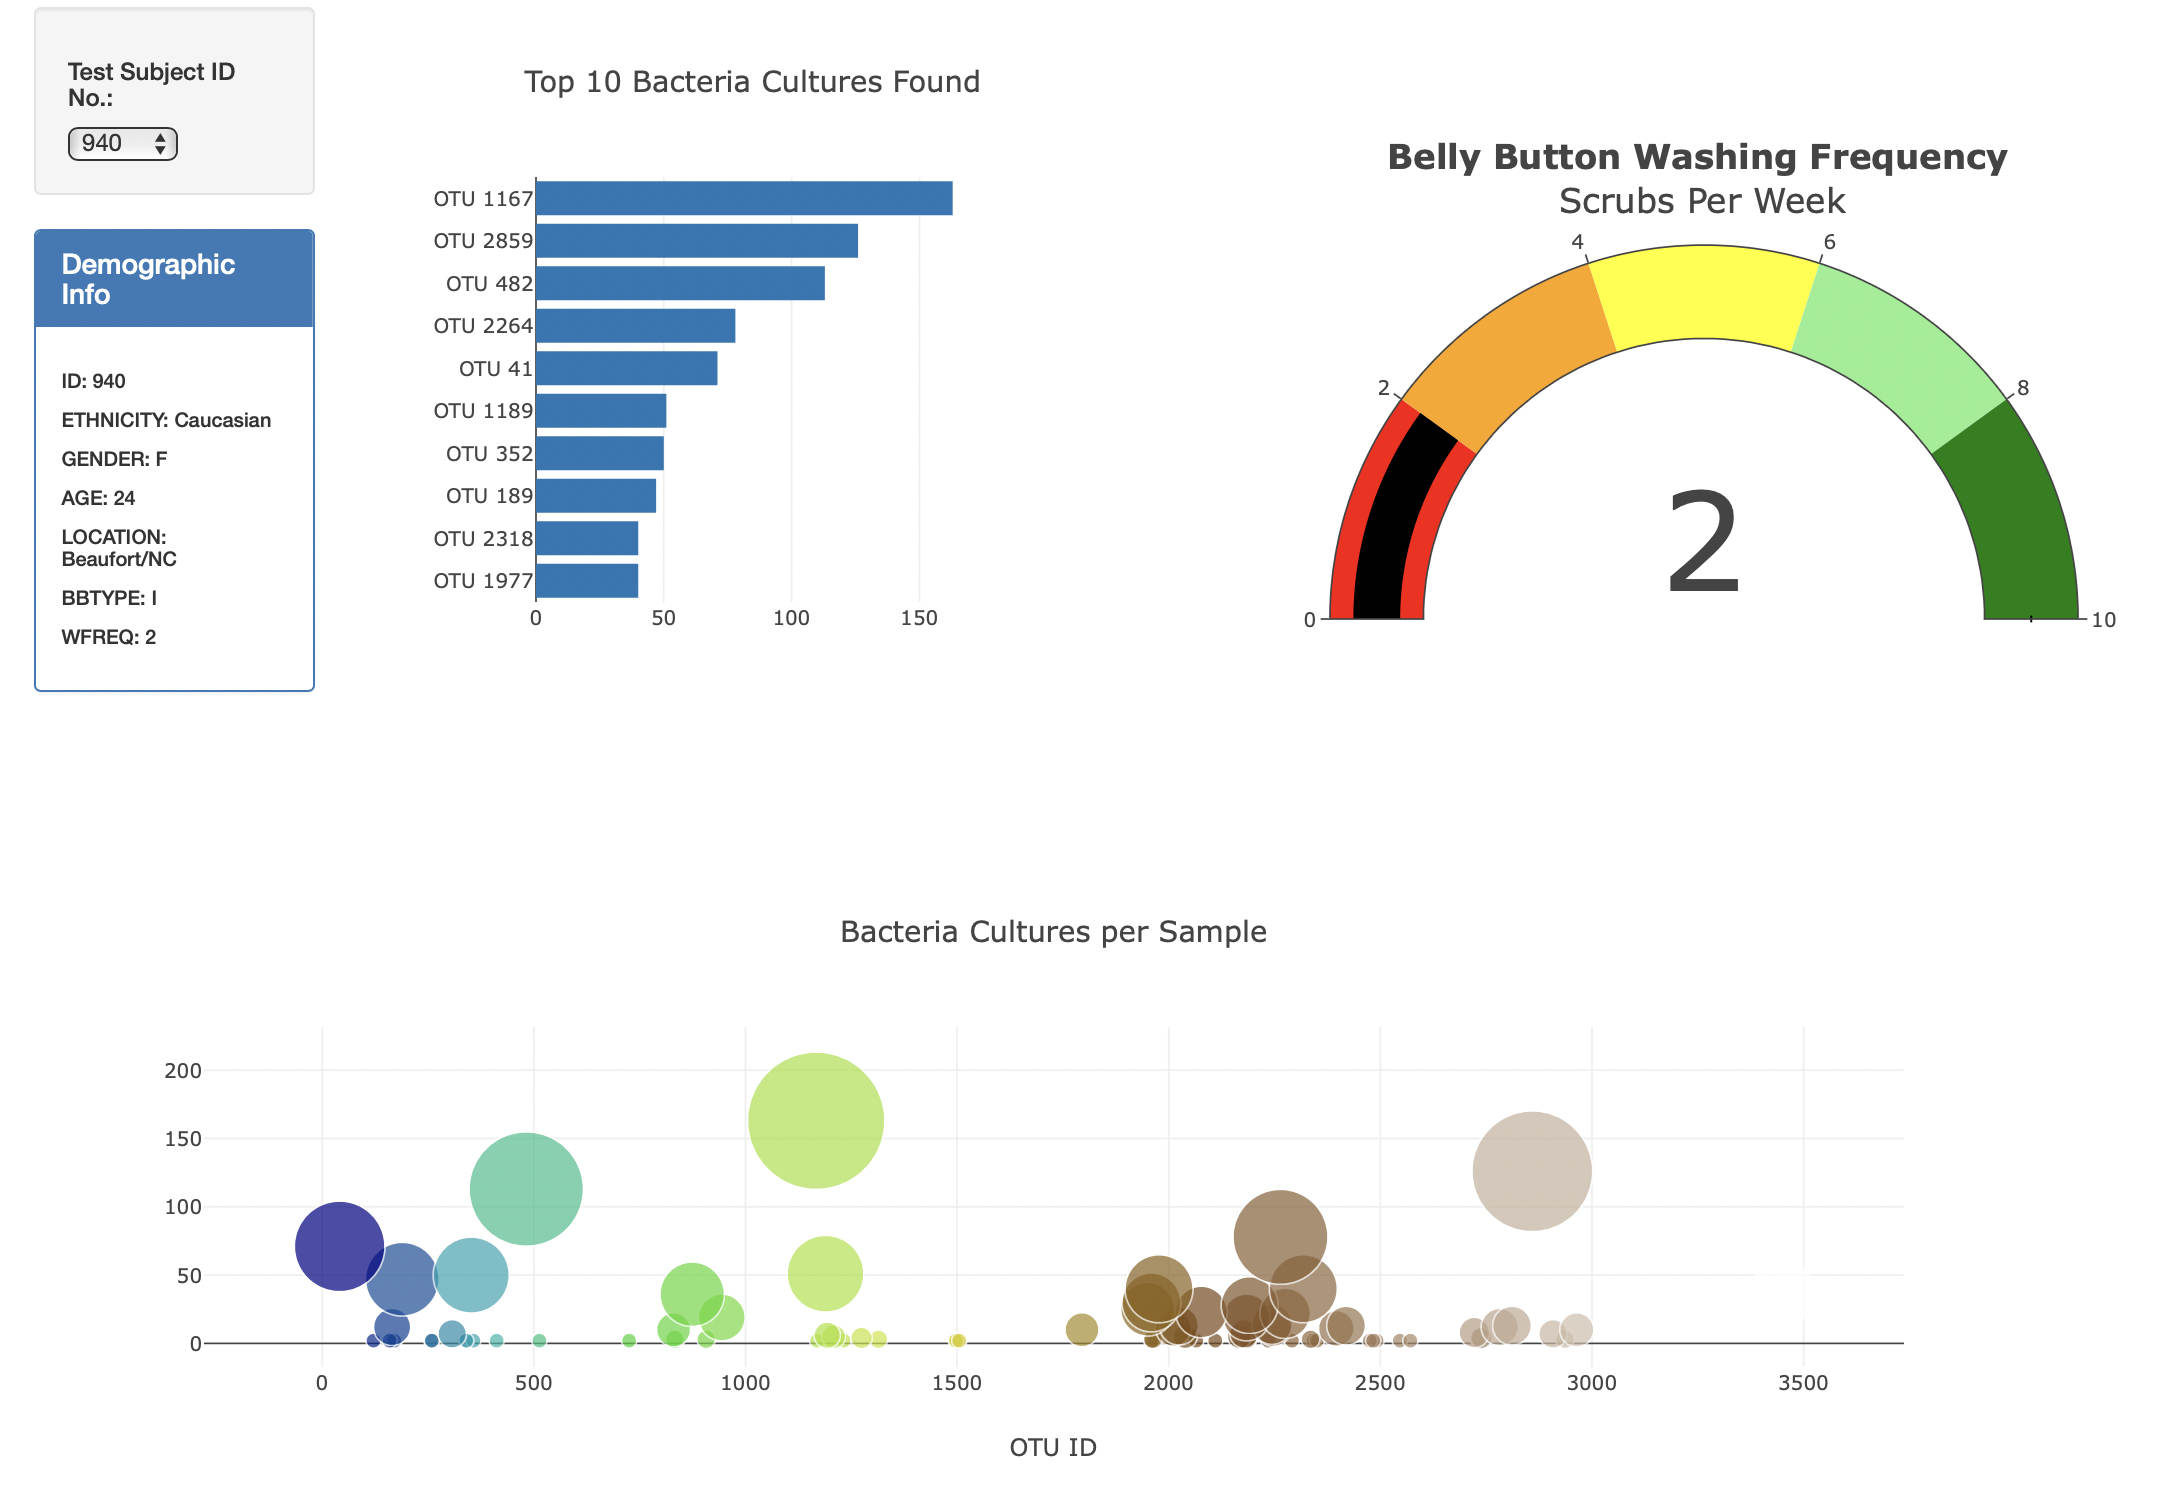 Test Subject ID
No.:
940
Demographic
Info
ID: 940
ETHNICITY: Caucasian
GENDER: F
AGE: 24
LOCATION:
Beaufort/NC
BBTYPE: I
WFREQ: 2
Top 10 Bacteria Cultures Found
OTU 1167
OTU 2859
OTU 482
OTU 2264
OTU 41
OTU 1189
OTU 352
OTU 189
OTU 2318
OTU 1977
0 50 100 150
Belly Button Washing Frequency
Scrubs Per Week
4 6
2 8
2
0 10
Bacteria Cultures per Sample
200
150
100
50
0
0 500 1000 1500 2000 2500 3000 3500
OTU ID